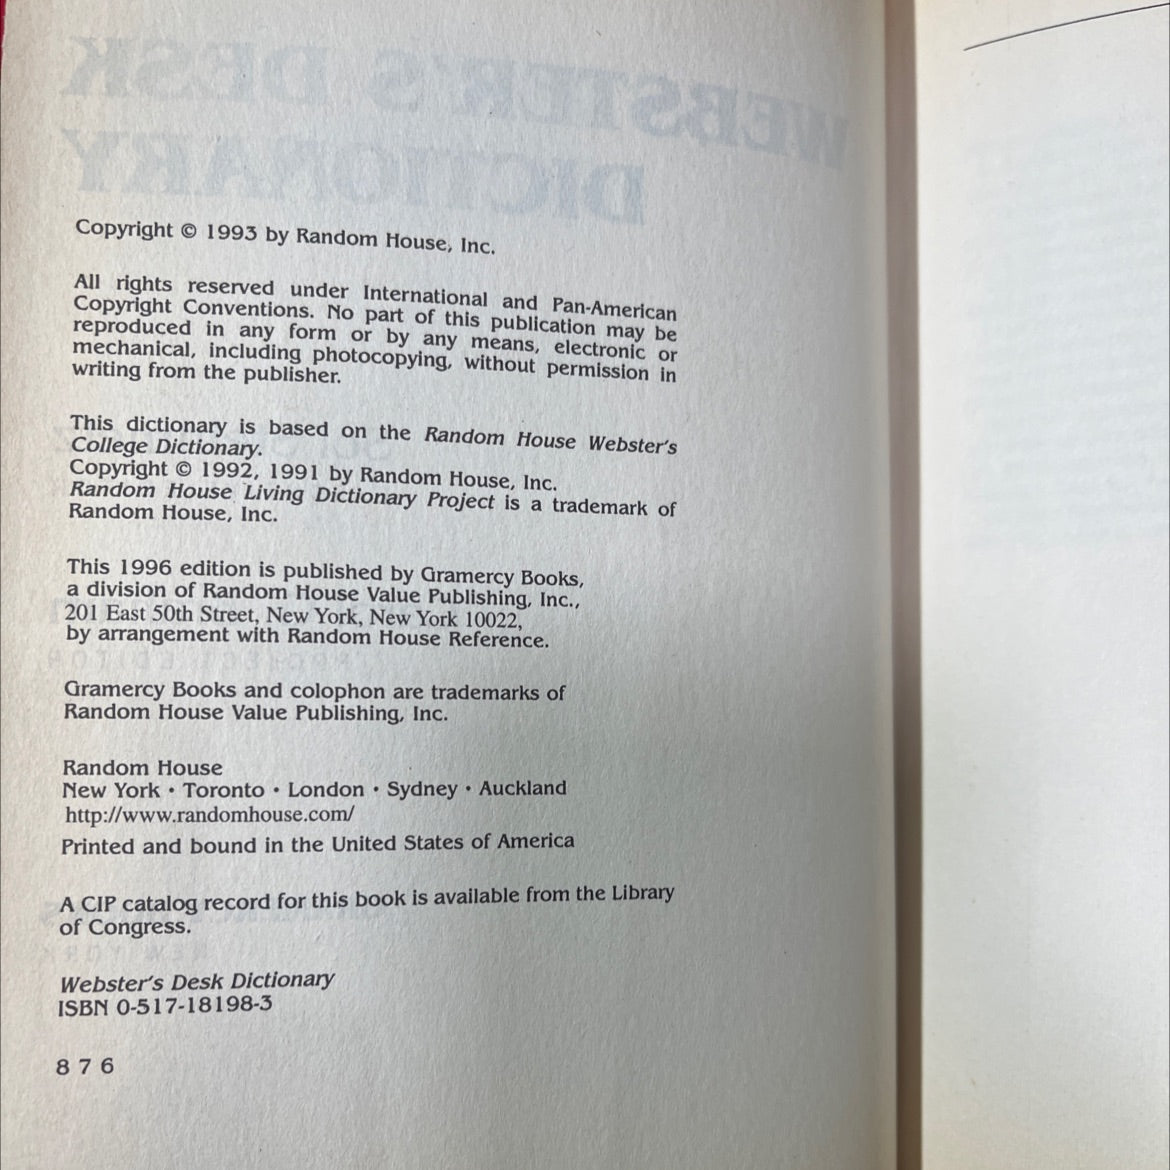 WEBSTER'S DESK
DICTIONARY
Copyright © 1993 by Random House, Inc.
All rights reserved under International and Pan-American
Copyright Conventions. No part of this publication may be
reproduced in any form or by any means, electronic or
mechanical, including photocopying, without permission in
writing from the publisher.
This dictionary is based on the Random House Webster's
College Dictionary.
Copyright © 1992, 1991 by Random House, Inc.
Random House Living Dictionary Project is a trademark of
Random House, Inc.
This 1996 edition is published by Gramercy Books,
a division of Random House Value Publishing, Inc.,
201 East 50th Street, New York, New York 10022,
by arrangement with Random House Reference.
Gramercy Books and colophon are trademarks of
Random House Value Publishing, Inc.
Random House
New York • Toronto • London • Sydney • Auckland
http://www.randomhouse.com/
Printed and bound in the United States of America
A CIP catalog record for this book is available from the Library
of Congress.
Webster's Desk Dictionary
ISBN 0-517-18198-3
8 7 6